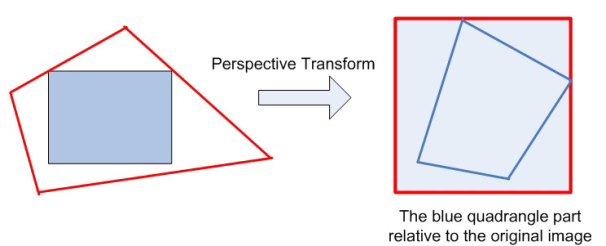 Perspective Transform
The blue quadrangle part
relative to the original image